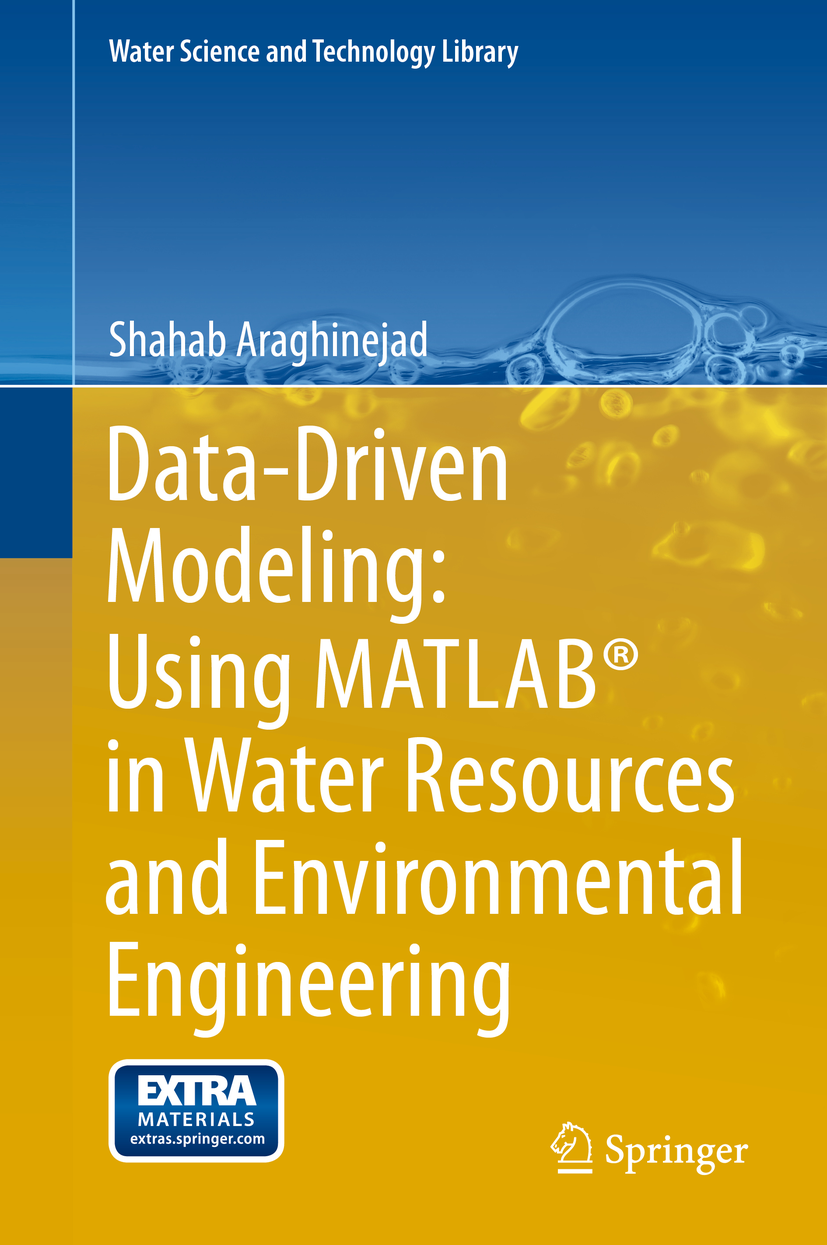 Water Science and Technology Library
Shahab Araghinejad
Data-Driven
Modeling:
Using MATLAB®
in Water Resources
and Environmental
Engineering
EXTRA
MATERIALS
extras.springer.com
Springer